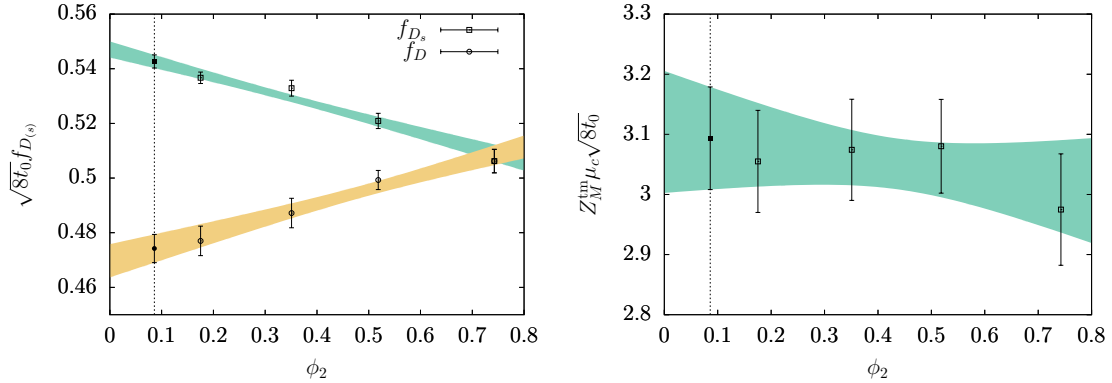 √8t₀f_{D_{(s)}}
0.46
0.48
0.5
0.52
0.54
0 0.1 0.2 0.3 0.4 0.5 0.6 0.7 0.8
ϕ₂
f_{D_s}
f_D
Z_M^{tm} μ_c √8t₀
2.8
2.9
3
3.1
3.2
3.3
0 0.1 0.2 0.3 0.4 0.5 0.6 0.7 0.8
ϕ₂